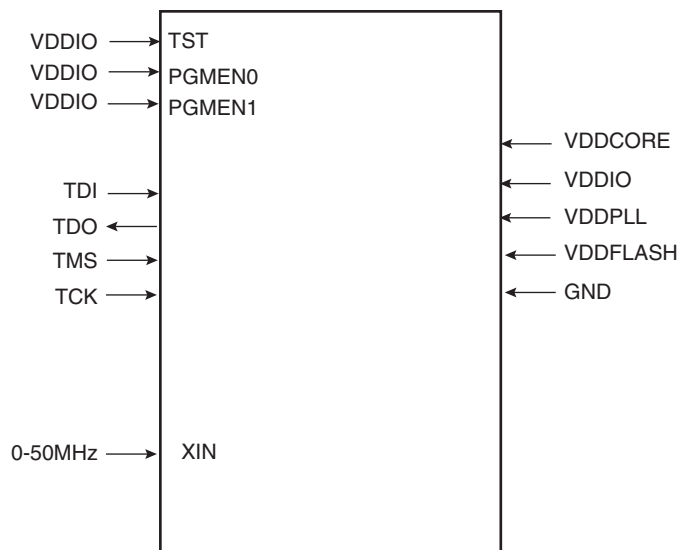 VDDIO TST
VDDIO PGMEN0
VDDIO PGMEN1
VDDCORE
VDDIO
VDDPLL
VDDFLASH
GND
TDI
TDO
TMS
TCK
0-50MHz XIN